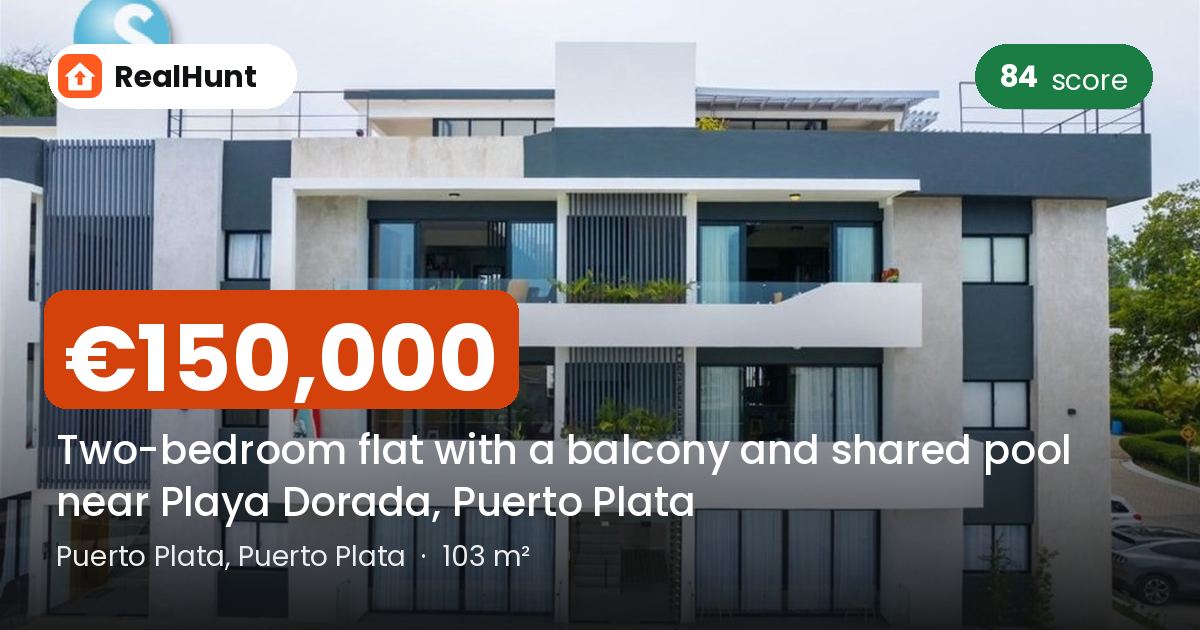 S
RealHunt
84 score
€150,000
Two-bedroom flat with a balcony and shared pool
near Playa Dorada, Puerto Plata
Puerto Plata, Puerto Plata · 103 m²